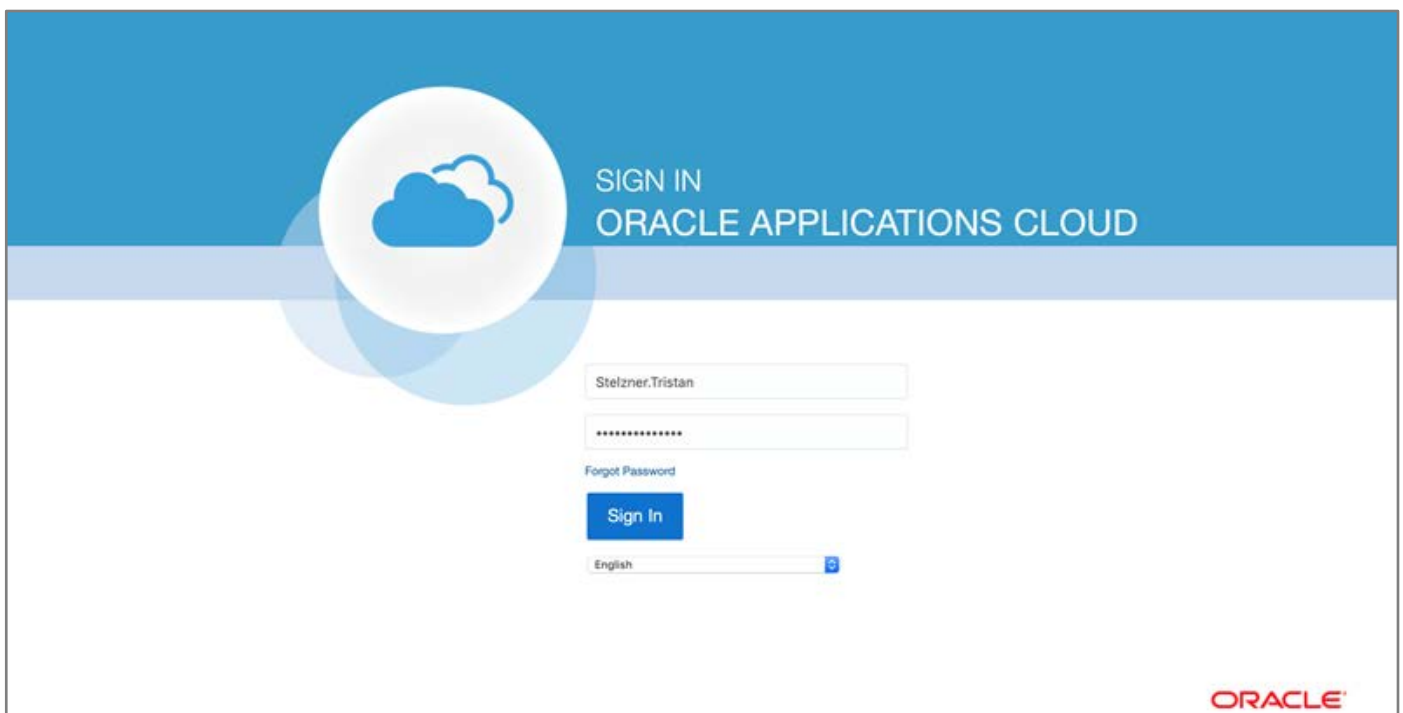 SIGN IN
ORACLE APPLICATIONS CLOUD
Stelzner.Tristan
••••••••••••••
Forgot Password
Sign In
English
ORACLE